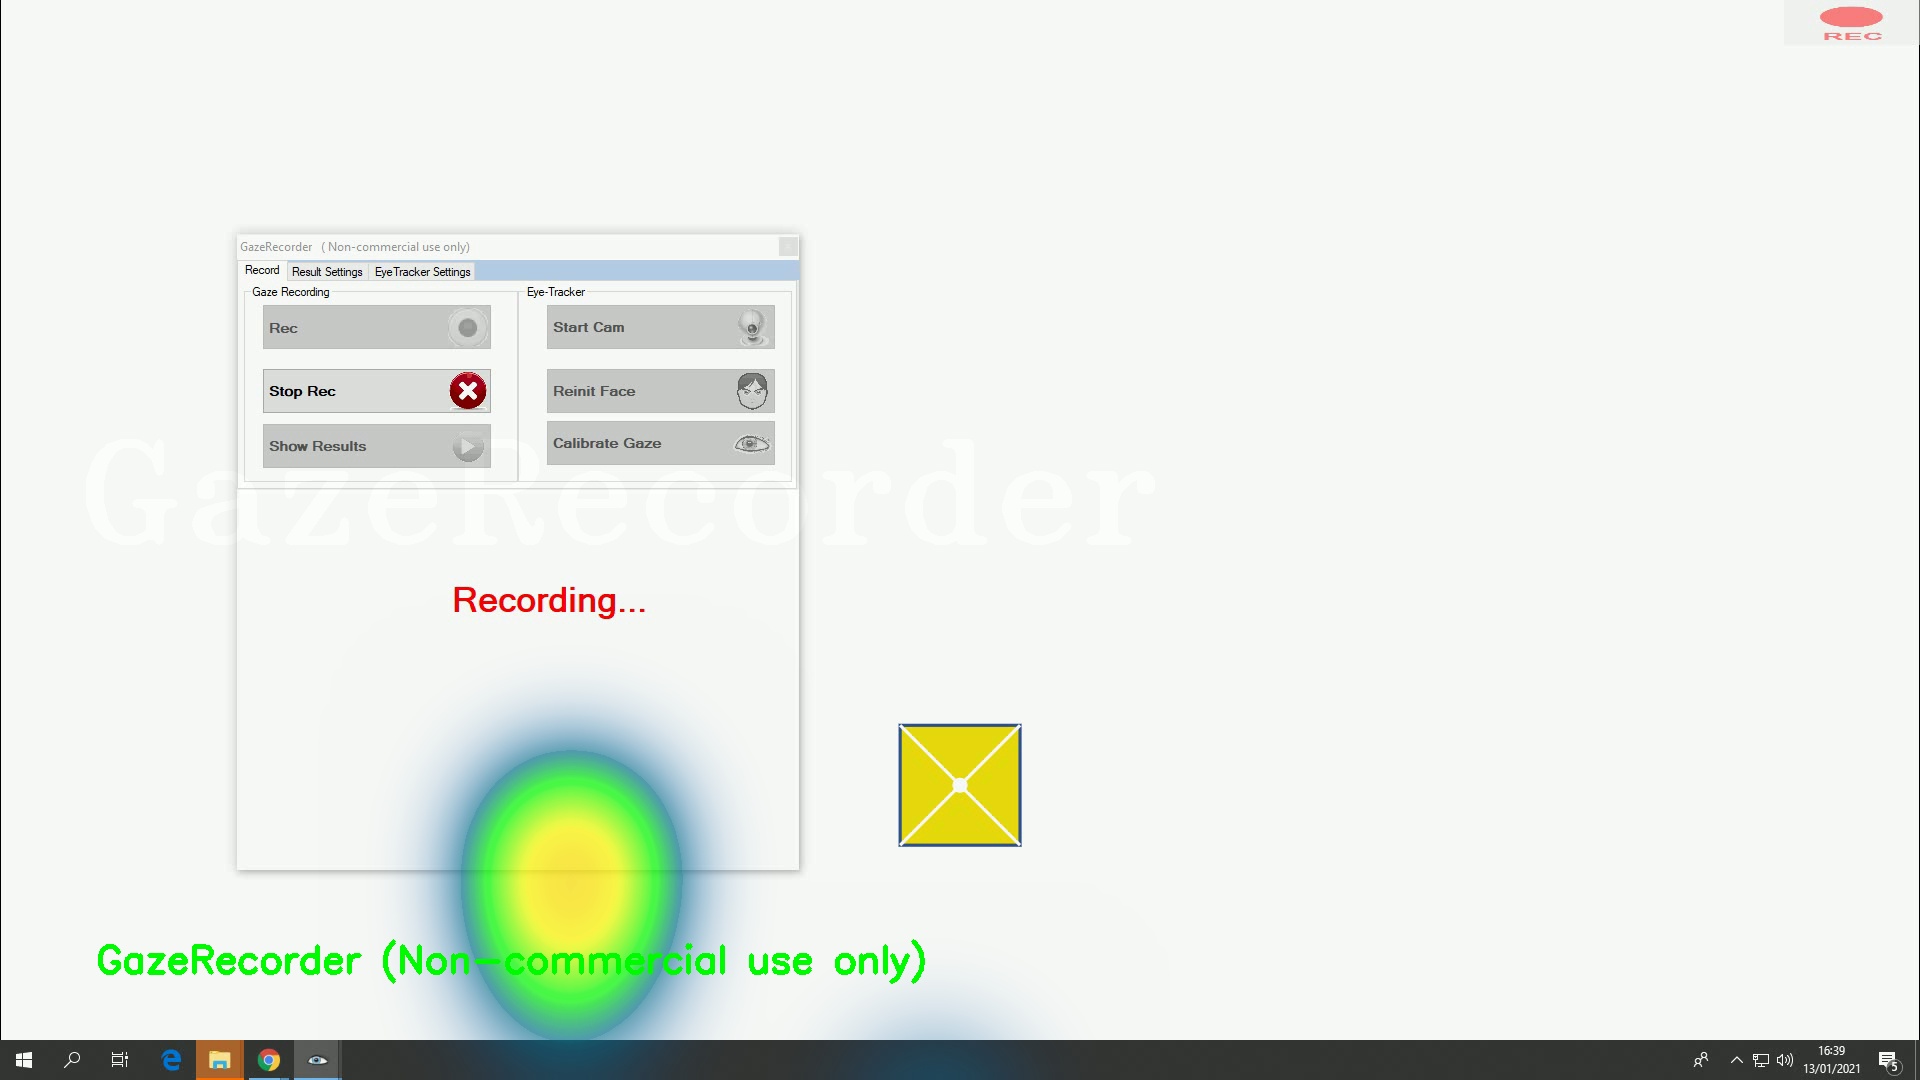 REC
GazeRecorder ( Non-commercial use only)
Record Result Settings EyeTracker Settings
Gaze Recording Eye-Tracker
Rec Start Cam
Stop Rec Reinit Face
Show Results Calibrate Gaze
GazeRecorder
Recording...
GazeRecorder (Non-commercial use only)
16:39
13/01/2021
5